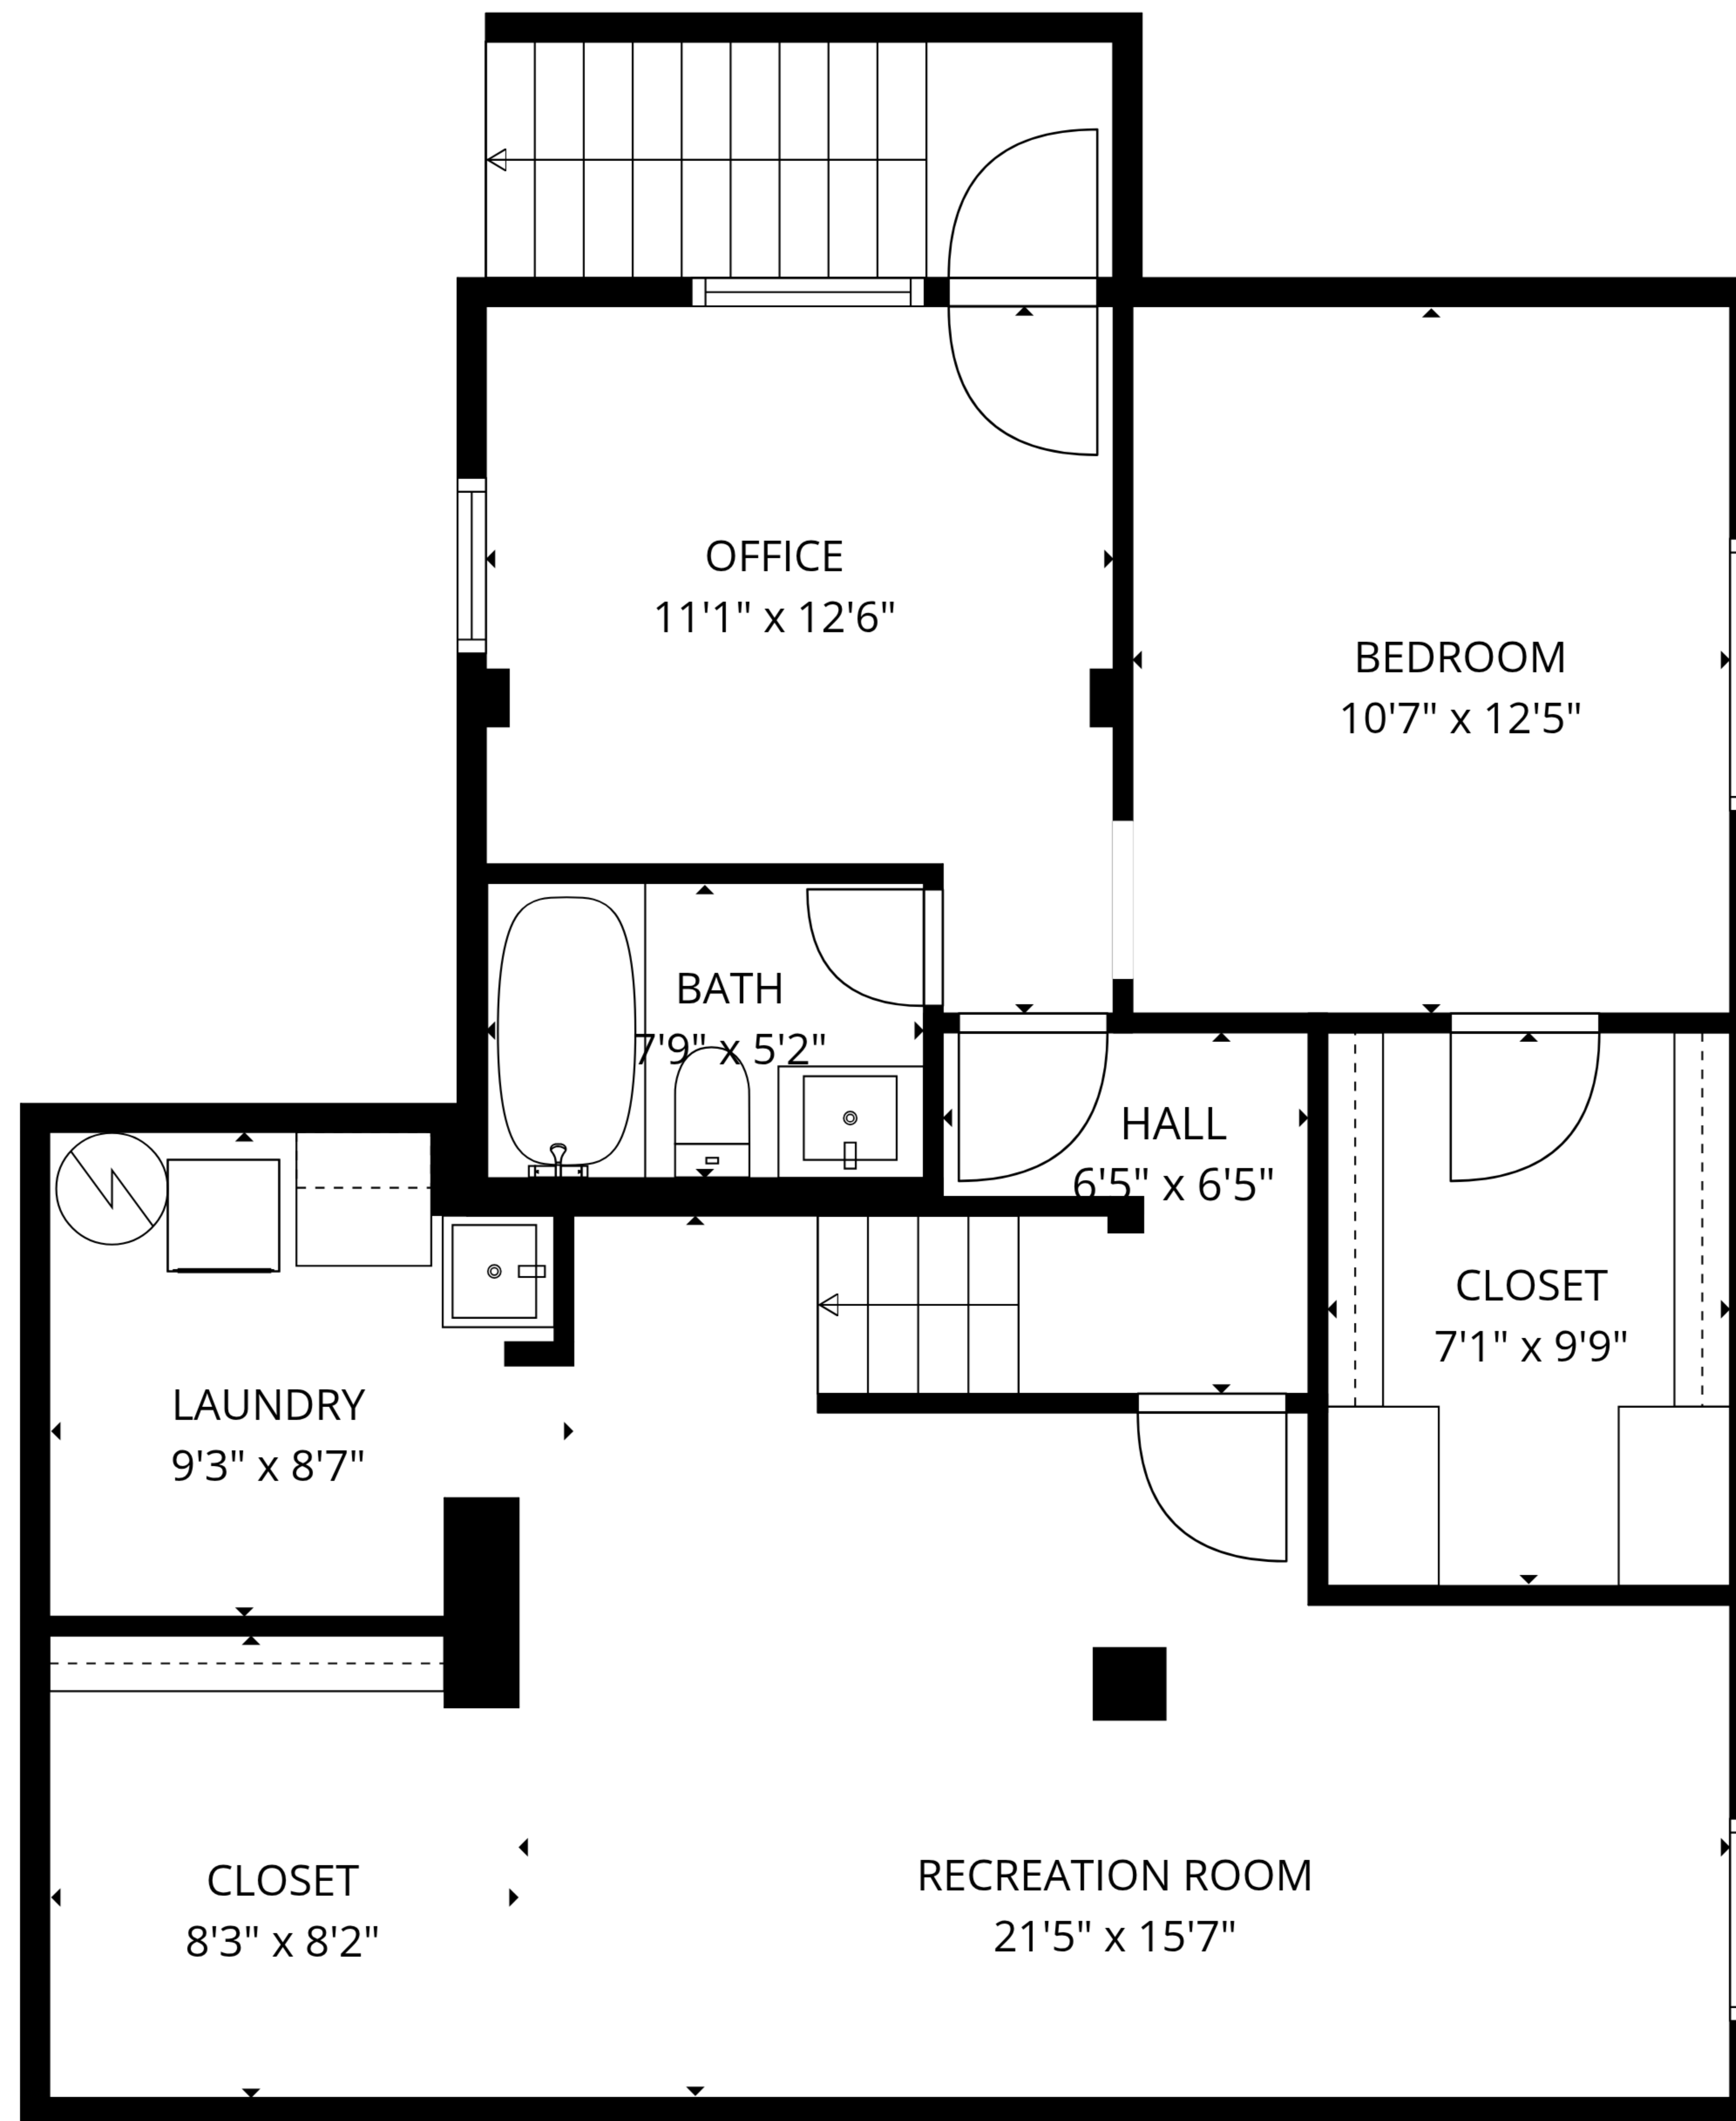 OFFICE
11'1" x 12'6"
BEDROOM
10'7" x 12'5"
BATH
7'9" x 5'2"
HALL
6'5" x 6'5"
CLOSET
7'1" x 9'9"
LAUNDRY
9'3" x 8'7"
CLOSET
8'3" x 8'2"
RECREATION ROOM
21'5" x 15'7"